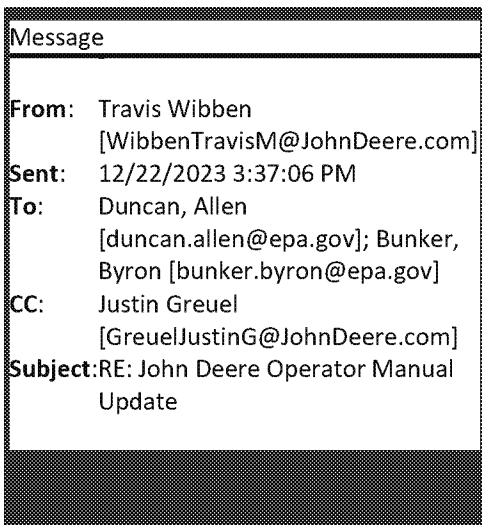 Message
From: Travis Wibben
[WibbenTravisM@JohnDeere.com]
Sent: 12/22/2023 3:37:06 PM
To: Duncan, Allen
[duncan.allen@epa.gov]; Bunker,
Byron [bunker.byron@epa.gov]
CC: Justin Greuel
[GreuelJustinG@JohnDeere.com]
Subject:RE: John Deere Operator Manual
Update